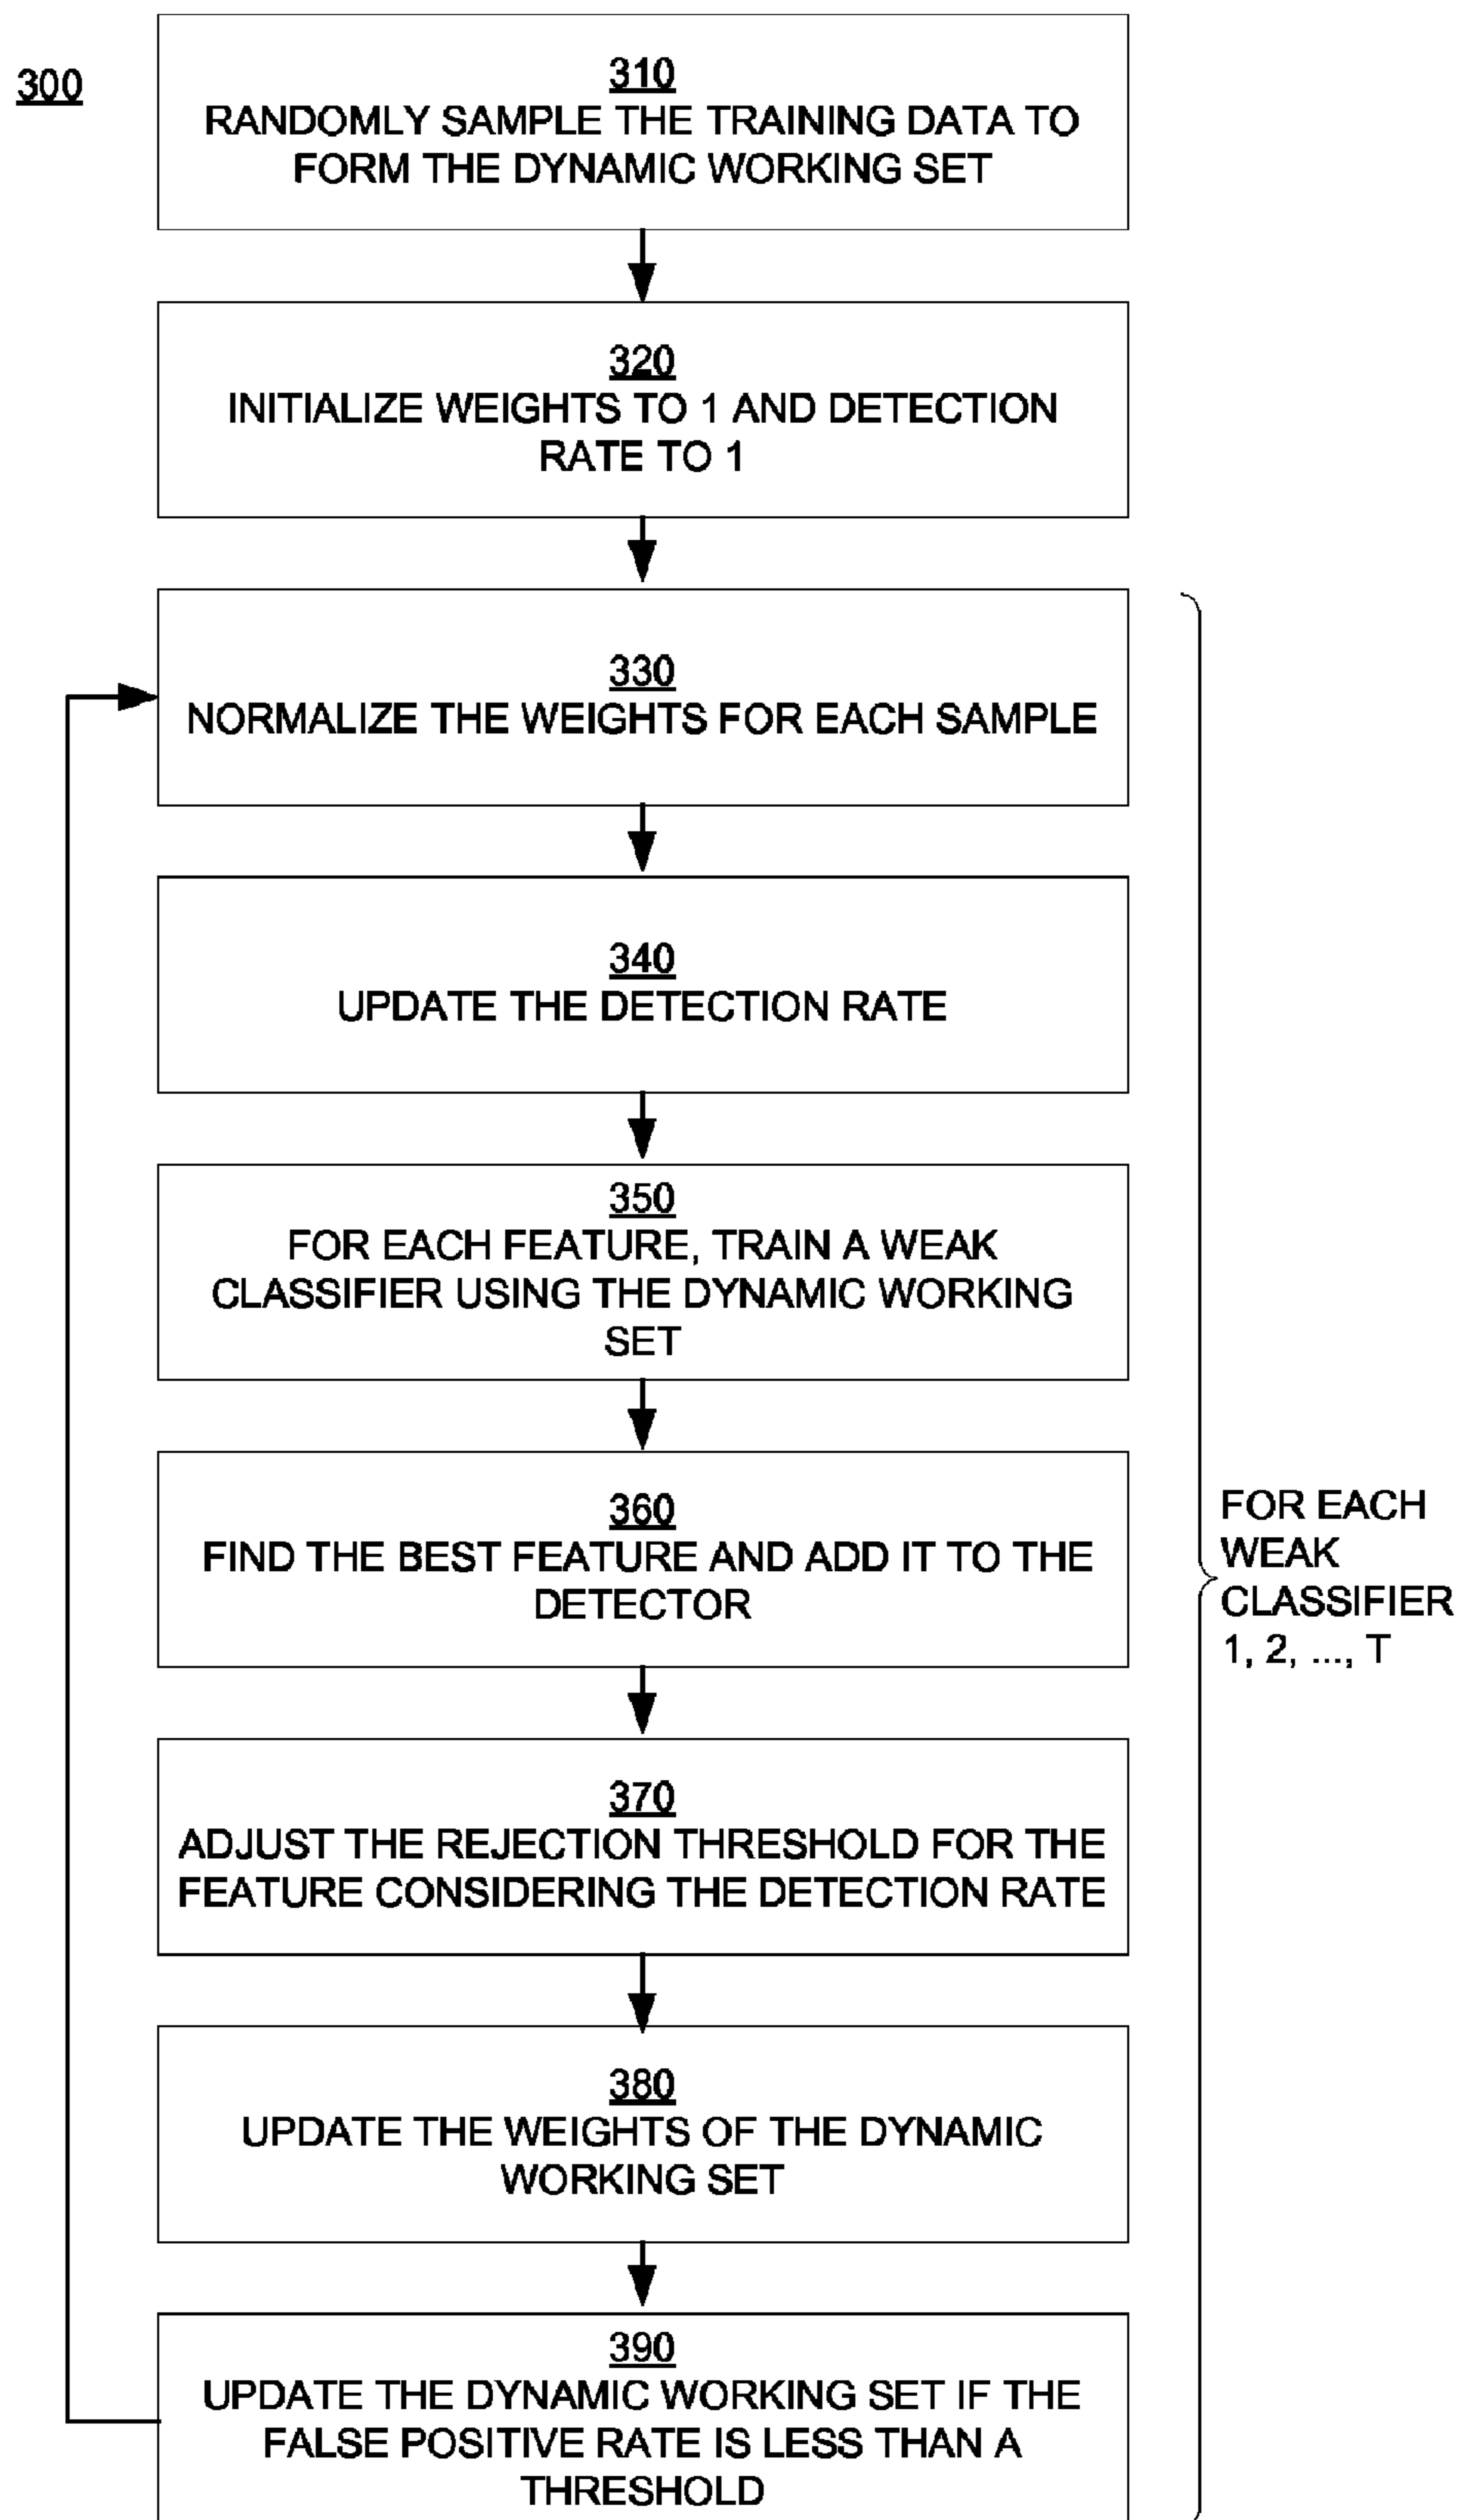 300
310
RANDOMLY SAMPLE THE TRAINING DATA TO
FORM THE DYNAMIC WORKING SET
320
INITIALIZE WEIGHTS TO 1 AND DETECTION
RATE TO 1
330
NORMALIZE THE WEIGHTS FOR EACH SAMPLE
340
UPDATE THE DETECTION RATE
350
FOR EACH FEATURE, TRAIN A WEAK
CLASSIFIER USING THE DYNAMIC WORKING
SET
360
FIND THE BEST FEATURE AND ADD IT TO THE
DETECTOR
370
ADJUST THE REJECTION THRESHOLD FOR THE
FEATURE CONSIDERING THE DETECTION RATE
380
UPDATE THE WEIGHTS OF THE DYNAMIC
WORKING SET
390
UPDATE THE DYNAMIC WORKING SET IF THE
FALSE POSITIVE RATE IS LESS THAN A
THRESHOLD
FOR EACH
WEAK
CLASSIFIER
1, 2, ..., T